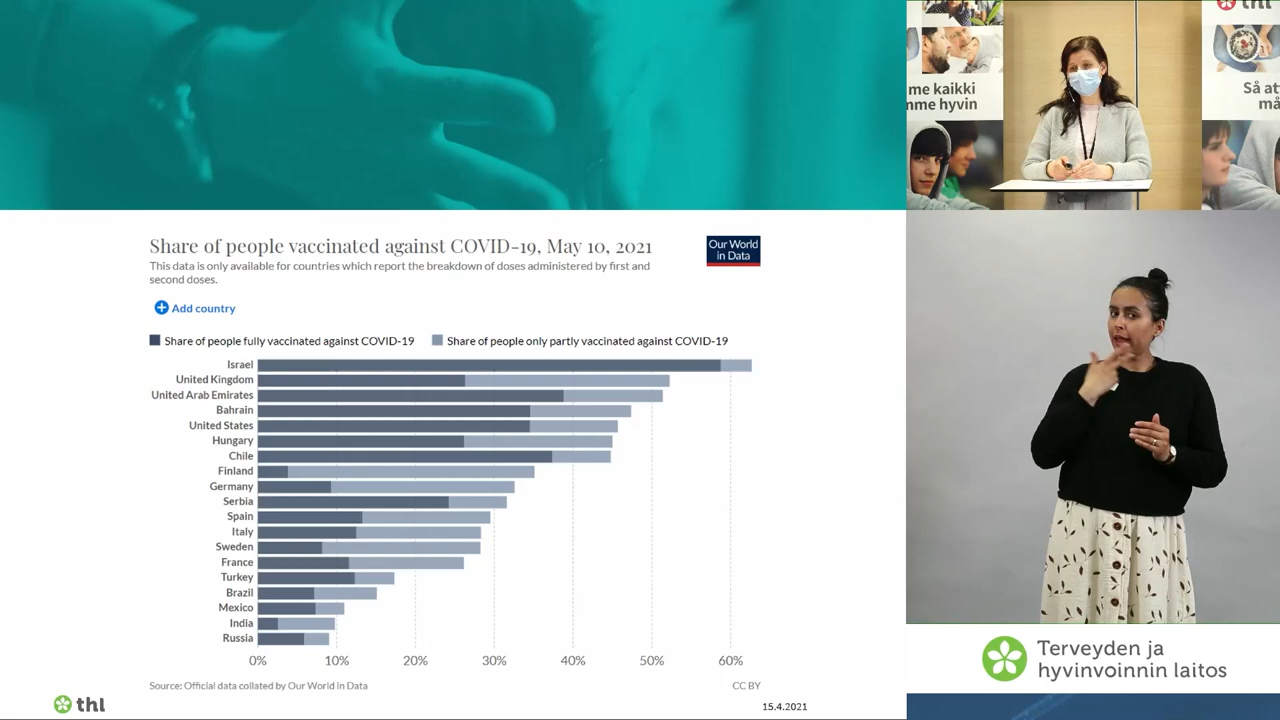 Share of people vaccinated against COVID-19, May 10, 2021
Our World
in Data
This data is only available for countries which report the breakdown of doses administered by first and
second doses.
Add country
Share of people fully vaccinated against COVID-19
Share of people only partly vaccinated against COVID-19
Israel
United Kingdom
United Arab Emirates
Bahrain
United States
Hungary
Chile
Finland
Germany
Serbia
Spain
Italy
Sweden
France
Turkey
Brazil
Mexico
India
Russia
0% 10% 20% 30% 40% 50% 60%
Source: Official data collated by Our World in Data
CC BY
thl
15.4.2021
thl
me kaikki
mme hyvin
Så at
må
Terveyden ja
hyvinvoinnin laitos